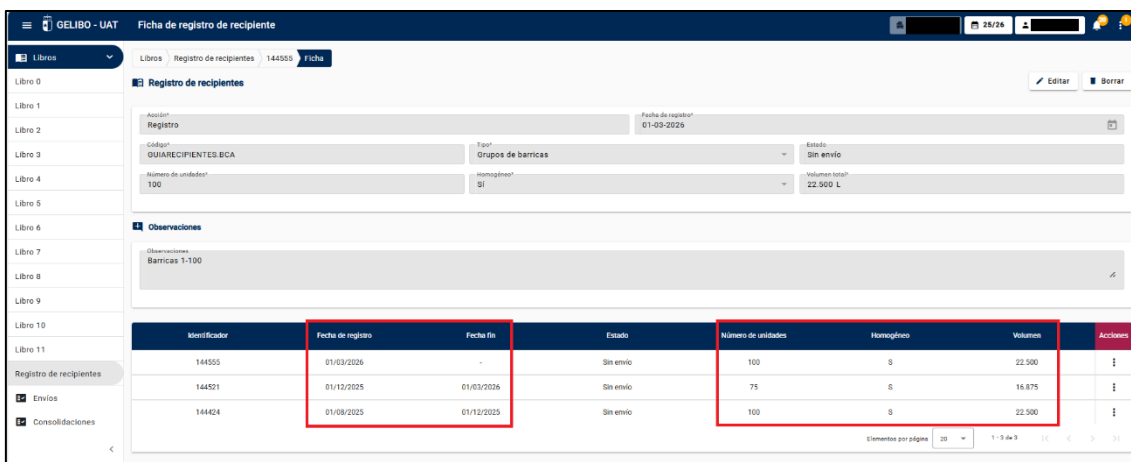 GELIBO - UAT Ficha de registro de recipiente 25/26
Libros
Libros Registro de recipientes 144555 Ficha
Libro 0
Registro de recipientes
Editar Borrar
Libro 1
Acción*
Registro
Fecha de registro*
01-03-2026
Libro 2
Libro 3
Código*
GUIARECIPIENTES.BCA
Tipo*
Grupos de barricas
Estado
Sin envío
Libro 4
Número de unidades*
100
Homogéneo*
Sí
Volumen total*
22.500 L
Libro 5
Libro 6
Observaciones
Libro 7
Observaciones
Barricas 1-100
Libro 8
Libro 9
Libro 10
Identificador Fecha de registro Fecha fin Estado Número de unidades Homogéneo Volumen Acciones
Libro 11
144555 01/03/2026 - Sin envío 100 S 22.500
Registro de recipientes
144521 01/12/2025 01/03/2026 Sin envío 75 S 16.875
Envíos
144424 01/08/2025 01/12/2025 Sin envío 100 S 22.500
Consolidaciones
Elementos por página 20 1 - 3 de 3